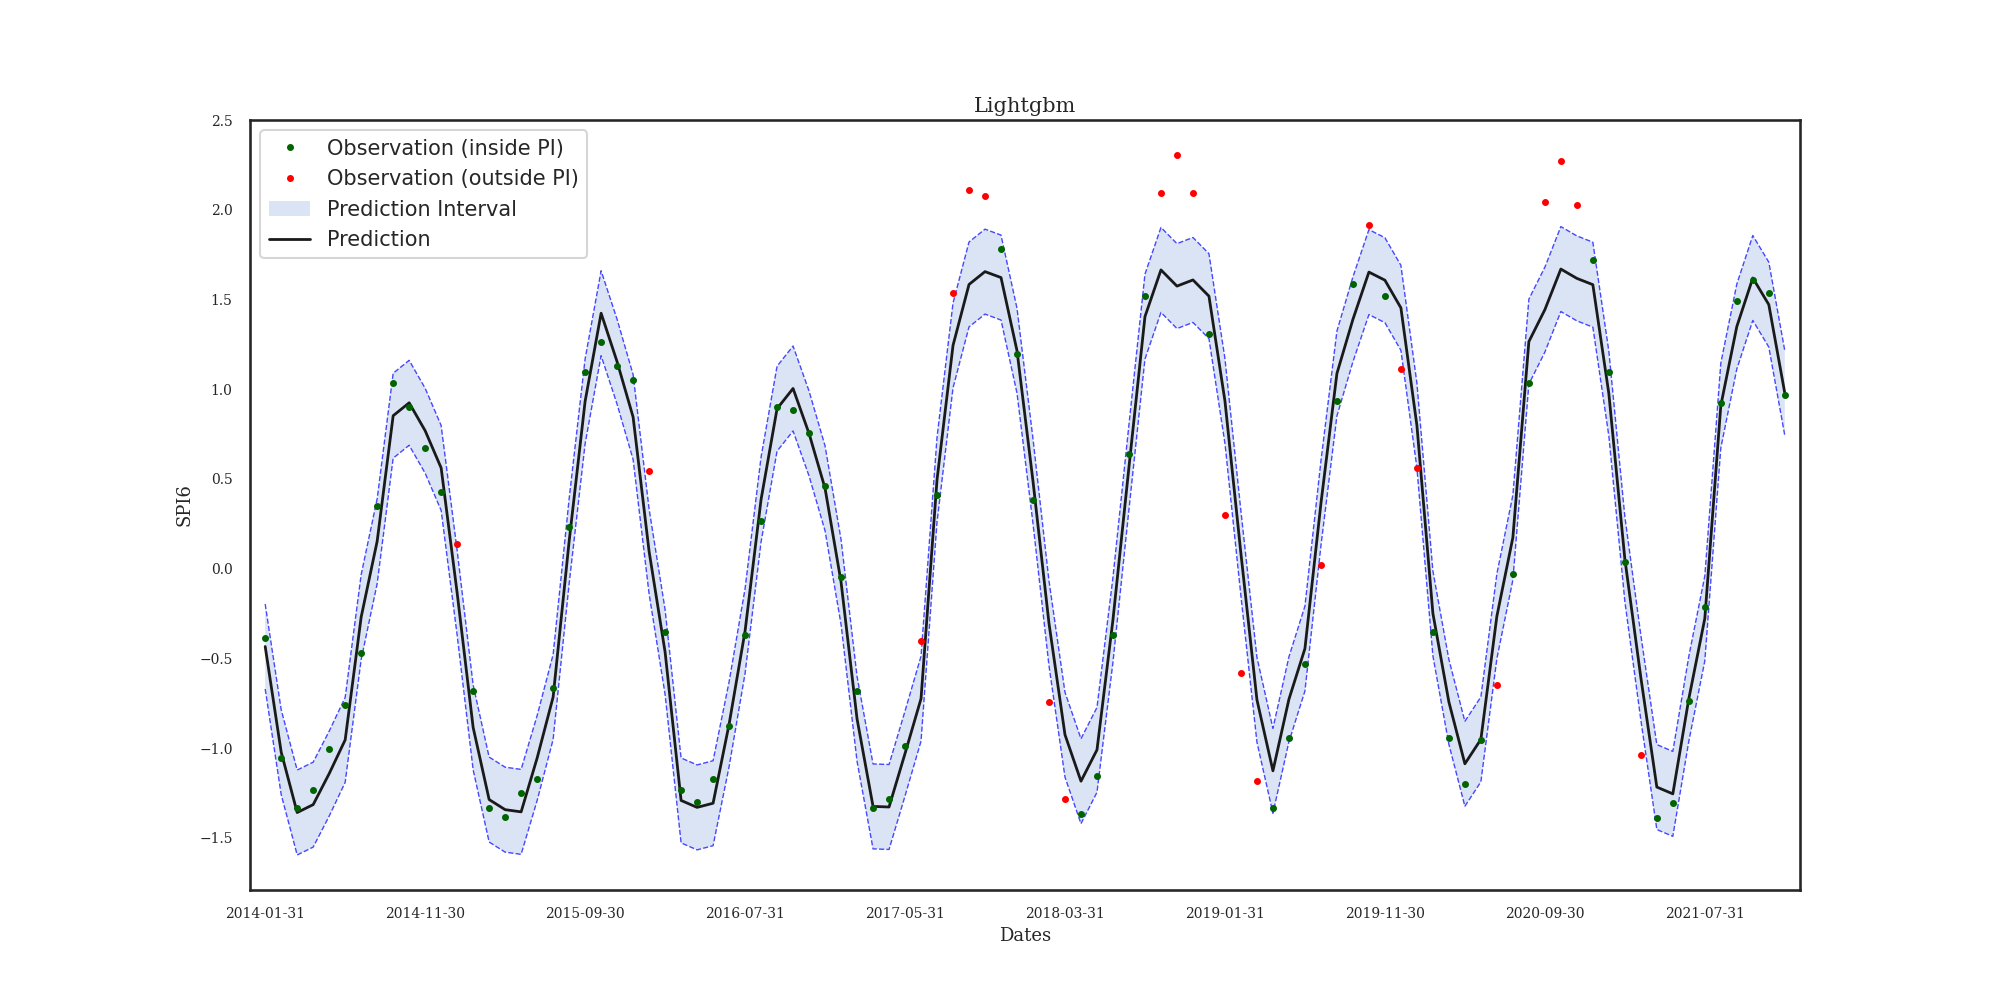 Lightgbm
Observation (inside PI)
Observation (outside PI)
Prediction Interval
Prediction
2.5
2.0
1.5
1.0
0.5
0.0
−0.5
−1.0
−1.5
SPI6
2014-01-31 2014-11-30 2015-09-30 2016-07-31 2017-05-31 2018-03-31 2019-01-31 2019-11-30 2020-09-30 2021-07-31
Dates